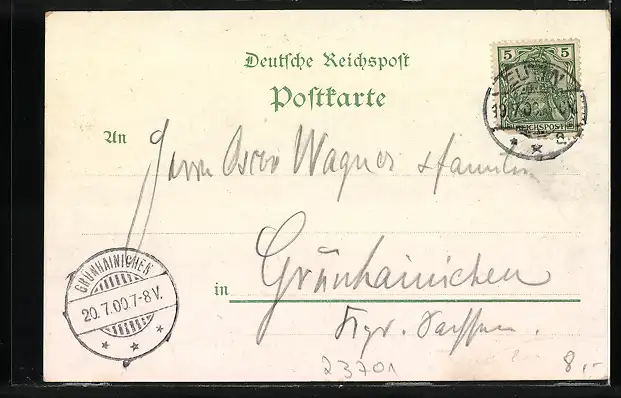 Deutsche Reichspost
Postkarte
5 5
EUTIN
REICHSPOST
An
Herrn Oscar Wagner & Familie
GRÜNHAINICHEN
20.7.00.7-8V.
in
Grünhainichen
Kgr. Sachsen.
23701
8,-